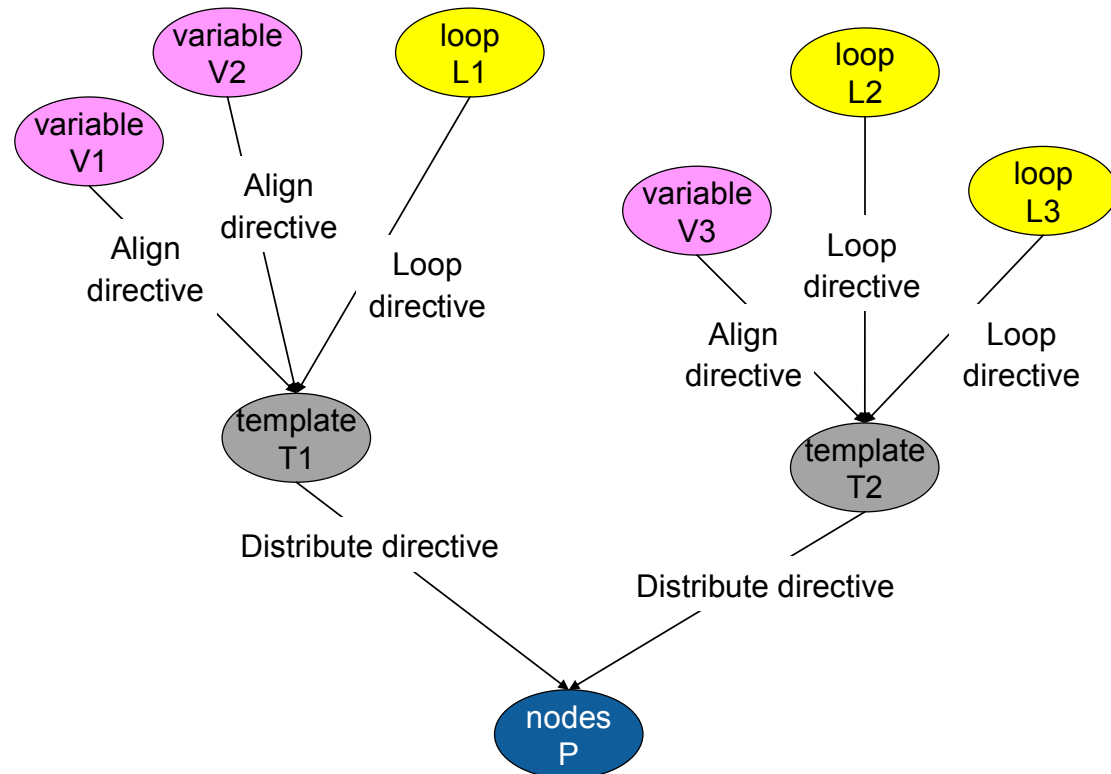 variable
V2
loop
L1
loop
L2
variable
V1
loop
L3
variable
V3
Align
directive
Align
directive
Loop
directive
Loop
directive
Align
directive
Loop
directive
template
T1
template
T2
Distribute directive
Distribute directive
nodes
P